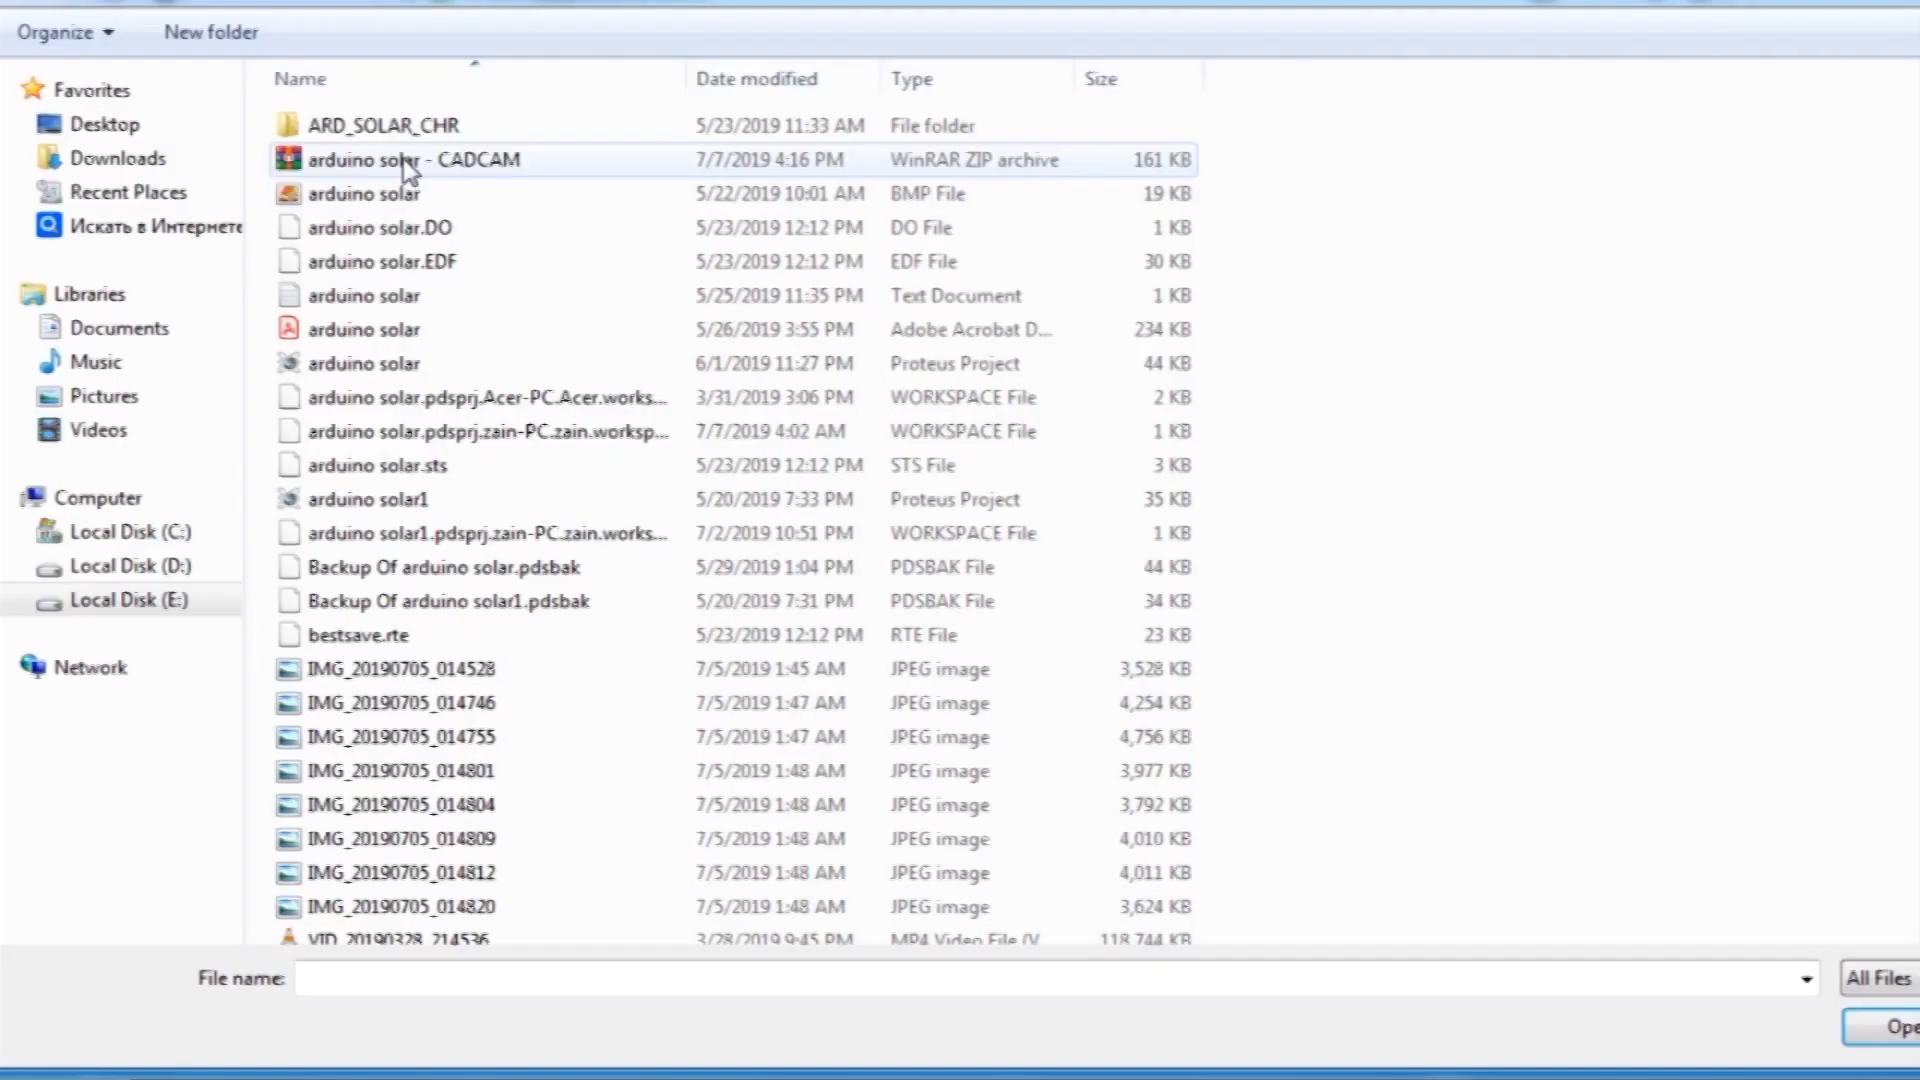 Organize New folder
Name Date modified Type Size
Favorites
Desktop
Downloads
Recent Places
Искать в Интернете
Libraries
Documents
Music
Pictures
Videos
Computer
Local Disk (C:)
Local Disk (D:)
Local Disk (E:)
Network
ARD_SOLAR_CHR 5/23/2019 11:33 AM File folder
arduino solar - CADCAM 7/7/2019 4:16 PM WinRAR ZIP archive 161 KB
arduino solar 5/22/2019 10:01 AM BMP File 19 KB
arduino solar.DO 5/23/2019 12:12 PM DO File 1 KB
arduino solar.EDF 5/23/2019 12:12 PM EDF File 30 KB
arduino solar 5/25/2019 11:35 PM Text Document 1 KB
arduino solar 5/26/2019 3:55 PM Adobe Acrobat D... 234 KB
arduino solar 6/1/2019 11:27 PM Proteus Project 44 KB
arduino solar.pdsprj.Acer-PC.Acer.works... 3/31/2019 3:06 PM WORKSPACE File 2 KB
arduino solar.pdsprj.zain-PC.zain.worksp... 7/7/2019 4:02 AM WORKSPACE File 1 KB
arduino solar.sts 5/23/2019 12:12 PM STS File 3 KB
arduino solar1 5/20/2019 7:33 PM Proteus Project 35 KB
arduino solar1.pdsprj.zain-PC.zain.works... 7/2/2019 10:51 PM WORKSPACE File 1 KB
Backup Of arduino solar.pdsbak 5/29/2019 1:04 PM PDSBAK File 44 KB
Backup Of arduino solar1.pdsbak 5/20/2019 7:31 PM PDSBAK File 34 KB
bestsave.rte 5/23/2019 12:12 PM RTE File 23 KB
IMG_20190705_014528 7/5/2019 1:45 AM JPEG image 3,528 KB
IMG_20190705_014746 7/5/2019 1:47 AM JPEG image 4,254 KB
IMG_20190705_014755 7/5/2019 1:47 AM JPEG image 4,756 KB
IMG_20190705_014801 7/5/2019 1:48 AM JPEG image 3,977 KB
IMG_20190705_014804 7/5/2019 1:48 AM JPEG image 3,792 KB
IMG_20190705_014809 7/5/2019 1:48 AM JPEG image 4,010 KB
IMG_20190705_014812 7/5/2019 1:48 AM JPEG image 4,011 KB
IMG_20190705_014820 7/5/2019 1:48 AM JPEG image 3,624 KB
VID_20190328_214536 3/28/2019 9:45 PM MP4 Video File (V 118,744 KB
File name: All Files
Ope